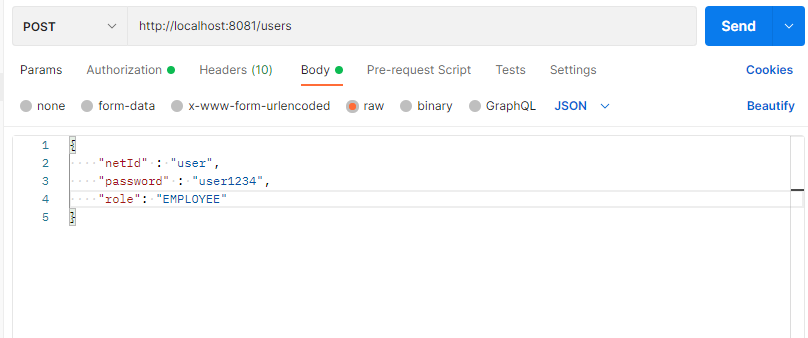 POST http://localhost:8081/users Send
Params Authorization Headers (10) Body Pre-request Script Tests Settings Cookies
none form-data x-www-form-urlencoded raw binary GraphQL JSON Beautify
1 {
2 "netId" : "user",
3 "password" : "user1234",
4 "role": "EMPLOYEE"
5 }